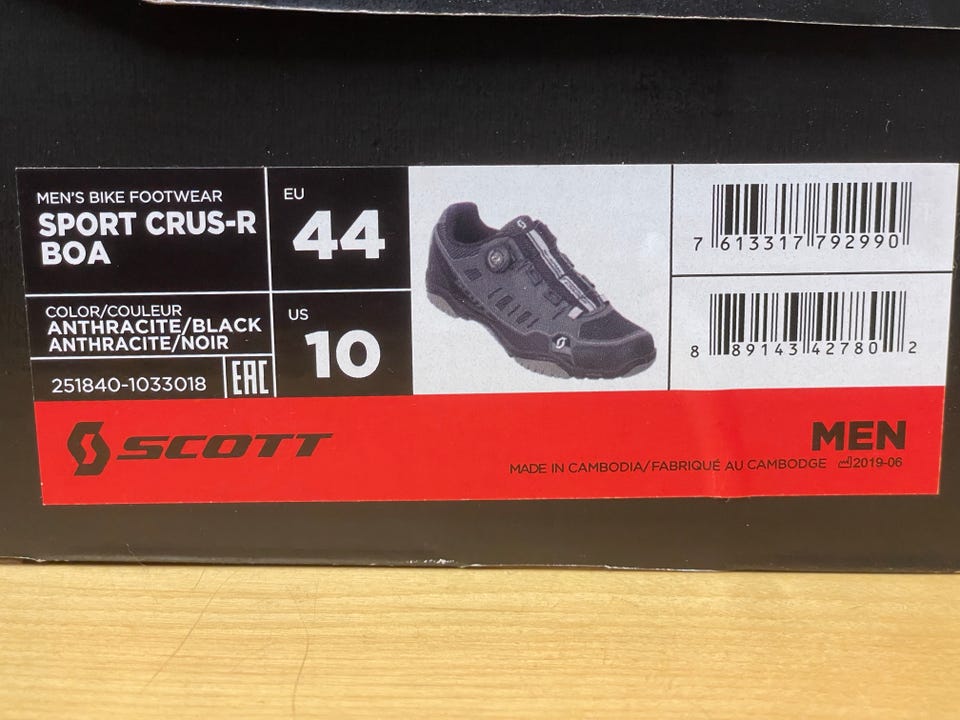 MEN'S BIKE FOOTWEAR
SPORT CRUS-R
BOA
COLOR/COULEUR
ANTHRACITE/BLACK
ANTHRACITE/NOIR
251840-1033018
EAC
EU
44
US
10
7 613317 792990
8 89143 42780 2
SCOTT
MEN
MADE IN CAMBODIA/FABRIQUÉ AU CAMBODGE 2019-06